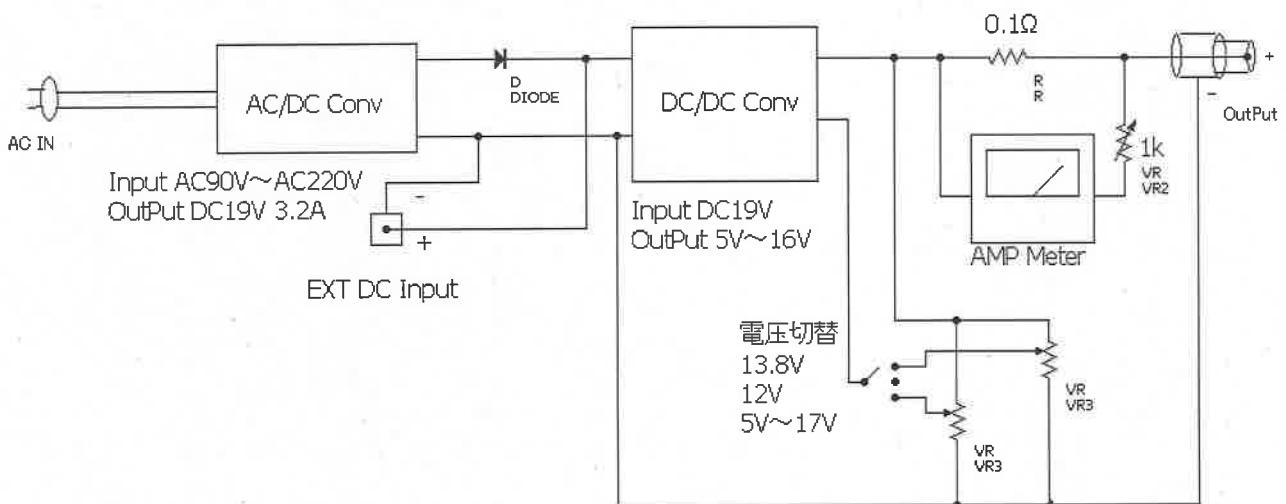 AC IN
AC/DC Conv
Input AC90V～AC220V
OutPut DC19V 3.2A
D
DIODE
-
+
EXT DC Input
DC/DC Conv
Input DC19V
OutPut 5V～16V
0.1Ω
R
R
+
-
OutPut
1k
VR
VR2
AMP Meter
電圧切替
13.8V
12V
5V～17V
VR
VR3
VR
VR3